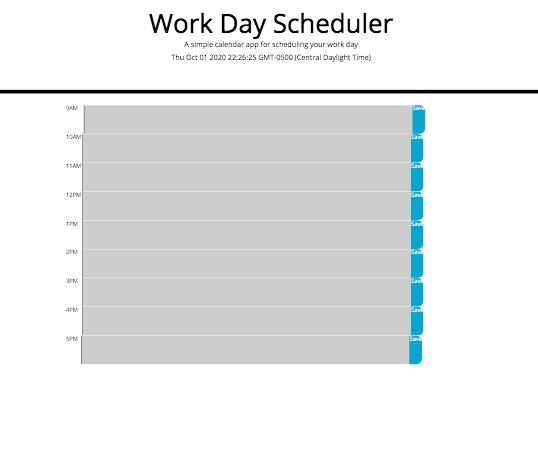 Work Day Scheduler
A simple calendar app for scheduling your work day
Thu Oct 01 2020 22:26:25 GMT-0500 (Central Daylight Time)
9AM Save
10AM Save
11AM Save
12PM Save
1PM Save
2PM Save
3PM Save
4PM Save
5PM Save